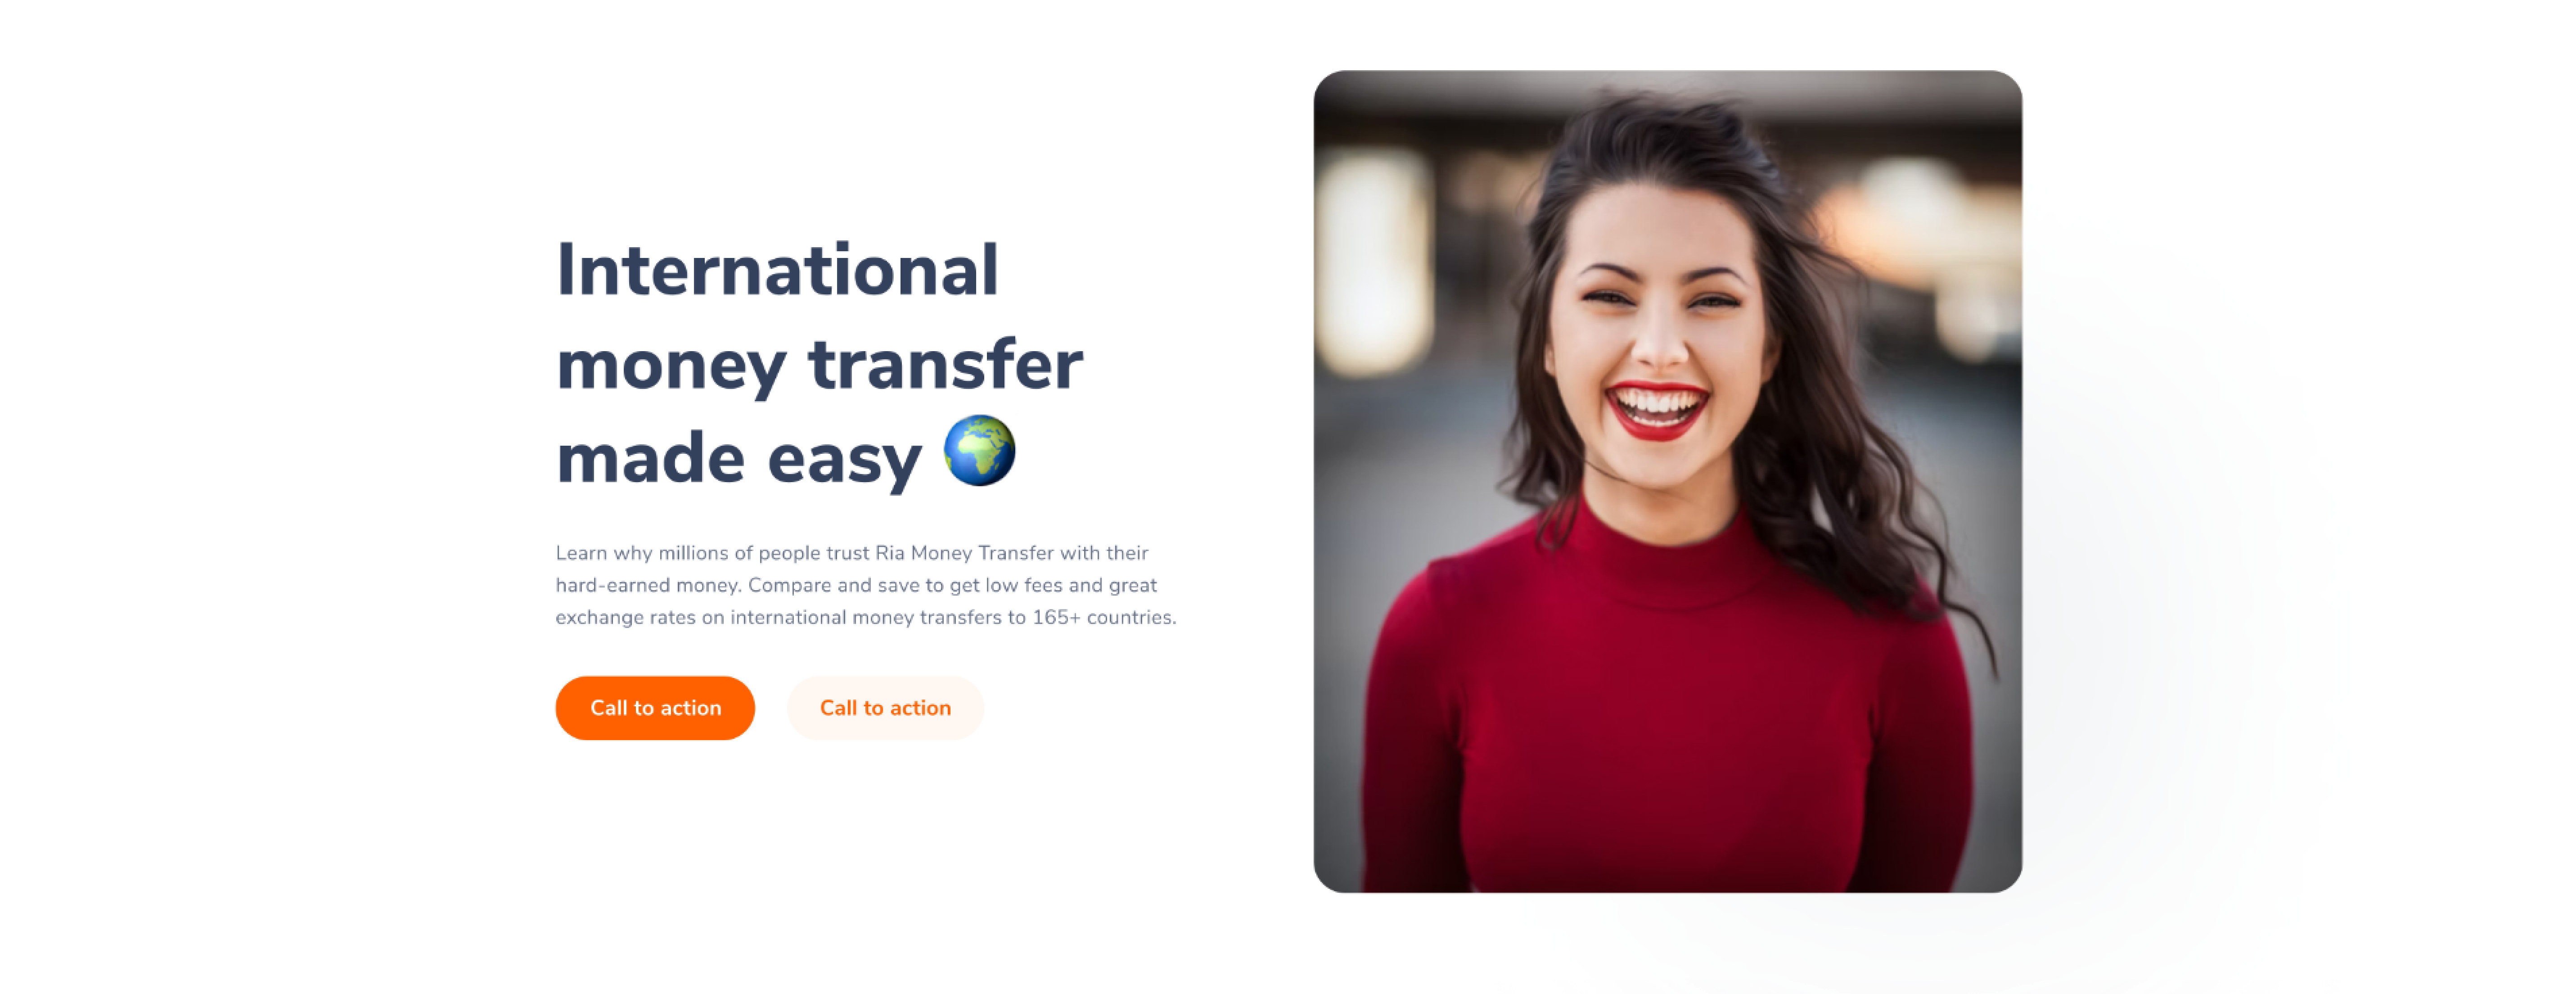 International
money transfer
made easy 🌍
Learn why millions of people trust Ria Money Transfer with their
hard-earned money. Compare and save to get low fees and great
exchange rates on international money transfers to 165+ countries.
Call to action
Call to action